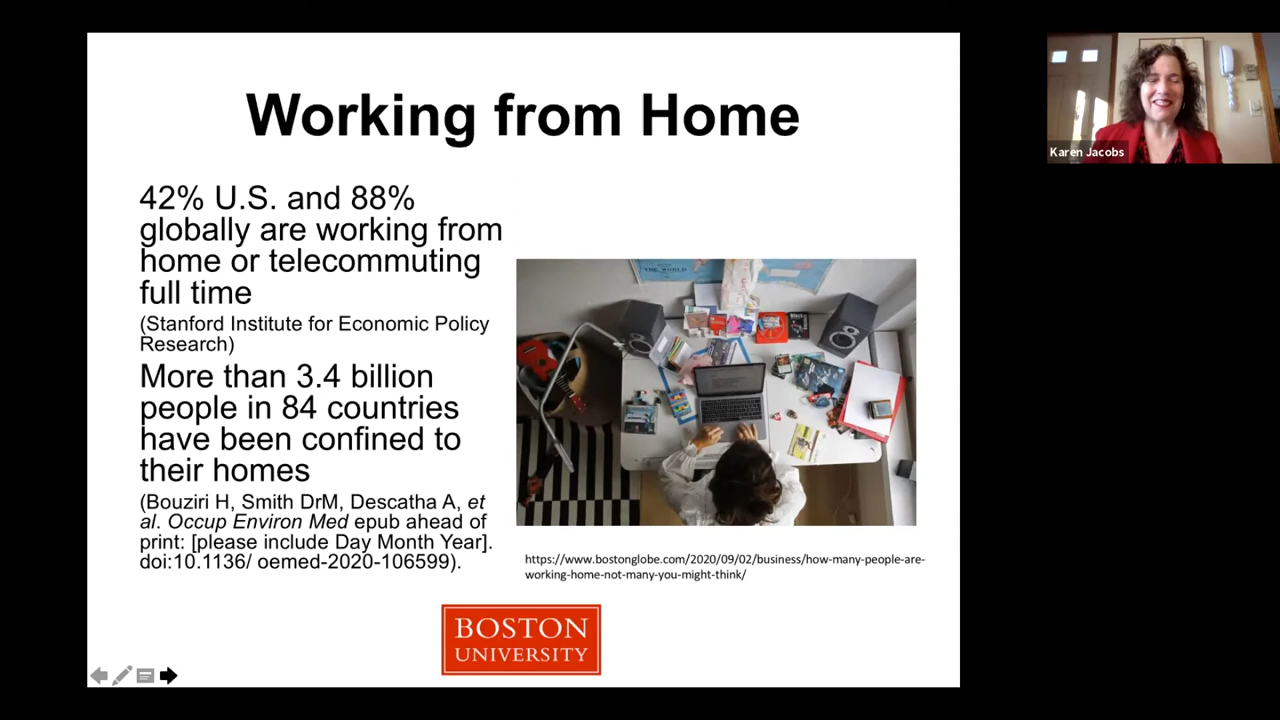 Working from Home
42% U.S. and 88%
globally are working from
home or telecommuting
full time
(Stanford Institute for Economic Policy
Research)
More than 3.4 billion
people in 84 countries
have been confined to
their homes
(Bouziri H, Smith DrM, Descatha A, et
al. Occup Environ Med epub ahead of
print: [please include Day Month Year].
doi:10.1136/ oemed-2020-106599).
THE WORLD
https://www.bostonglobe.com/2020/09/02/business/how-many-people-are-
working-home-not-many-you-might-think/
BOSTON
UNIVERSITY
Karen Jacobs